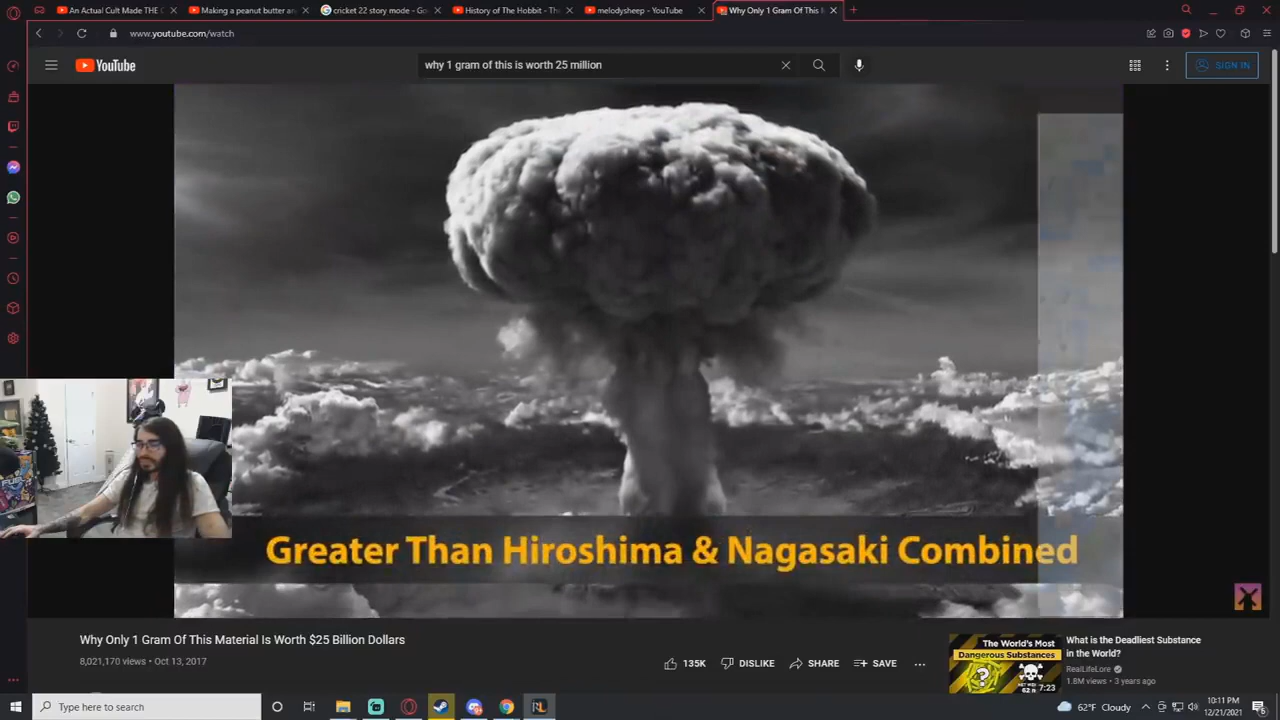 An Actual Cult Made THE C
Making a peanut butter an
cricket 22 story mode - Go
History of The Hobbit - The
melodysheep - YouTube
Why Only 1 Gram Of This M
www.youtube.com/watch
YouTube
why 1 gram of this is worth 25 million
SIGN IN
Greater Than Hiroshima & Nagasaki Combined
Why Only 1 Gram Of This Material Is Worth $25 Billion Dollars
8,021,170 views • Oct 13, 2017
135K
DISLIKE
SHARE
SAVE
The World's Most
Dangerous Substances
7:23
What is the Deadliest Substance
in the World?
RealLifeLore
1.8M views • 3 years ago
Type here to search
62°F Cloudy
10:11 PM
12/21/2021